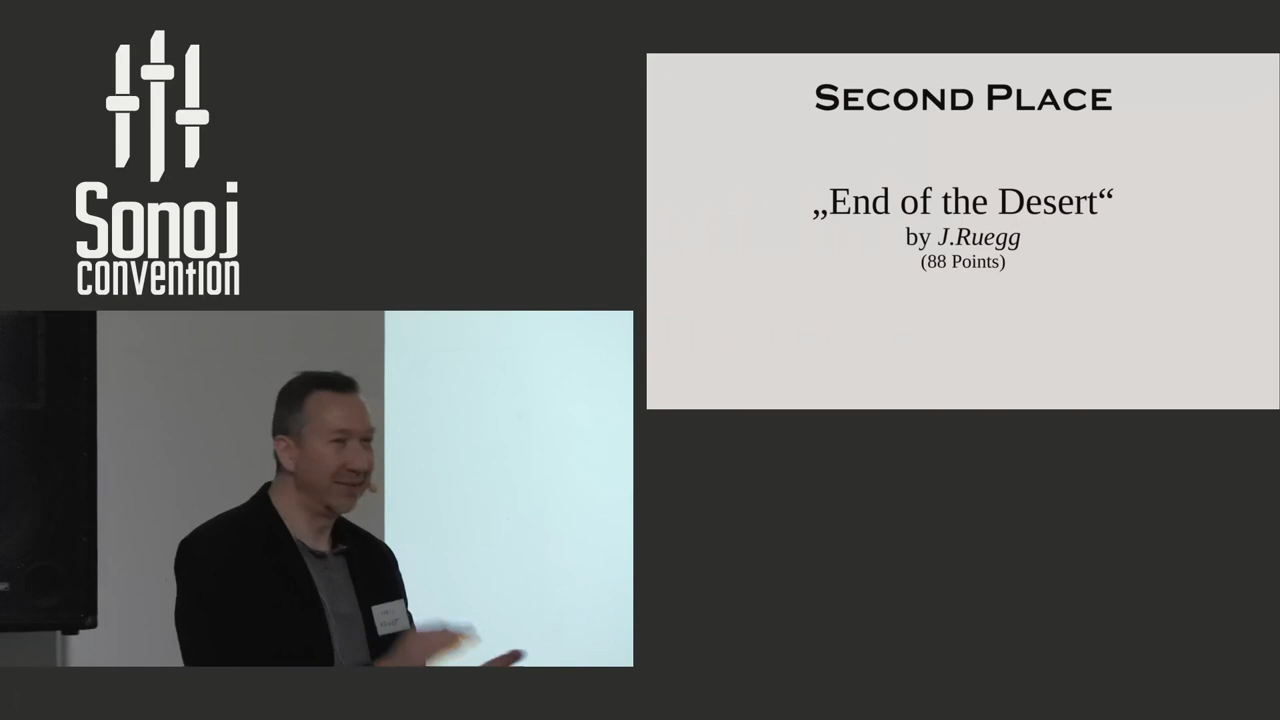 Sonoj
convention
SECOND PLACE
„End of the Desert“
by J.Ruegg
(88 Points)